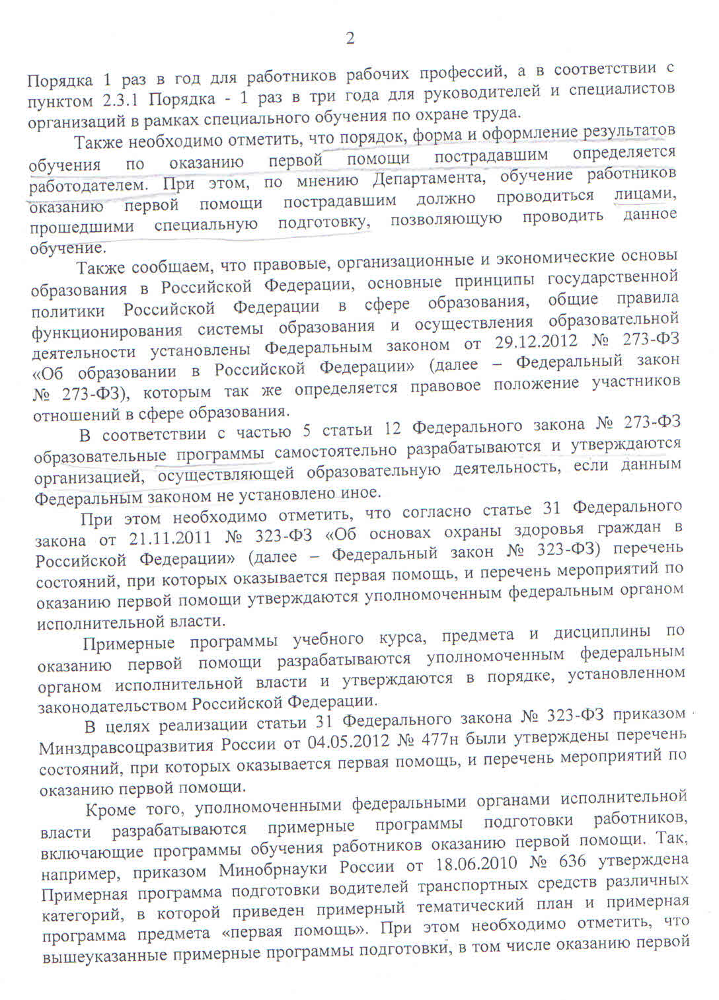 2
Порядка 1 раз в год для работников рабочих профессий, а в соответствии с
пунктом 2.3.1 Порядка - 1 раз в три года для руководителей и специалистов
организаций в рамках специального обучения по охране труда.
Также необходимо отметить, что порядок, форма и оформление результатов
обучения по оказанию первой помощи пострадавшим определяется
работодателем. При этом, по мнению Департамента, обучение работников
оказанию первой помощи пострадавшим должно проводиться лицами,
прошедшими специальную подготовку, позволяющую проводить данное
обучение.
Также сообщаем, что правовые, организационные и экономические основы
образования в Российской Федерации, основные принципы государственной
политики Российской Федерации в сфере образования, общие правила
функционирования системы образования и осуществления образовательной
деятельности установлены Федеральным законом от 29.12.2012 № 273-ФЗ
«Об образовании в Российской Федерации» (далее – Федеральный закон
№ 273-ФЗ), которым так же определяется правовое положение участников
отношений в сфере образования.
В соответствии с частью 5 статьи 12 Федерального закона № 273-ФЗ
образовательные программы самостоятельно разрабатываются и утверждаются
организацией, осуществляющей образовательную деятельность, если данным
Федеральным законом не установлено иное.
При этом необходимо отметить, что согласно статье 31 Федерального
закона от 21.11.2011 № 323-ФЗ «Об основах охраны здоровья граждан в
Российской Федерации» (далее – Федеральный закон № 323-ФЗ) перечень
состояний, при которых оказывается первая помощь, и перечень мероприятий по
оказанию первой помощи утверждаются уполномоченным федеральным органом
исполнительной власти.
Примерные программы учебного курса, предмета и дисциплины по
оказанию первой помощи разрабатываются уполномоченным федеральным
органом исполнительной власти и утверждаются в порядке, установленном
законодательством Российской Федерации.
В целях реализации статьи 31 Федерального закона № 323-ФЗ приказом
Минздравсоцразвития России от 04.05.2012 № 477н были утверждены перечень
состояний, при которых оказывается первая помощь, и перечень мероприятий по
оказанию первой помощи.
Кроме того, уполномоченными федеральными органами исполнительной
власти разрабатываются примерные программы подготовки работников,
включающие программы обучения работников оказанию первой помощи. Так,
например, приказом Минобрнауки России от 18.06.2010 № 636 утверждена
Примерная программа подготовки водителей транспортных средств различных
категорий, в которой приведен примерный тематический план и примерная
программа предмета «первая помощь». При этом необходимо отметить, что
вышеуказанные примерные программы подготовки, в том числе оказанию первой